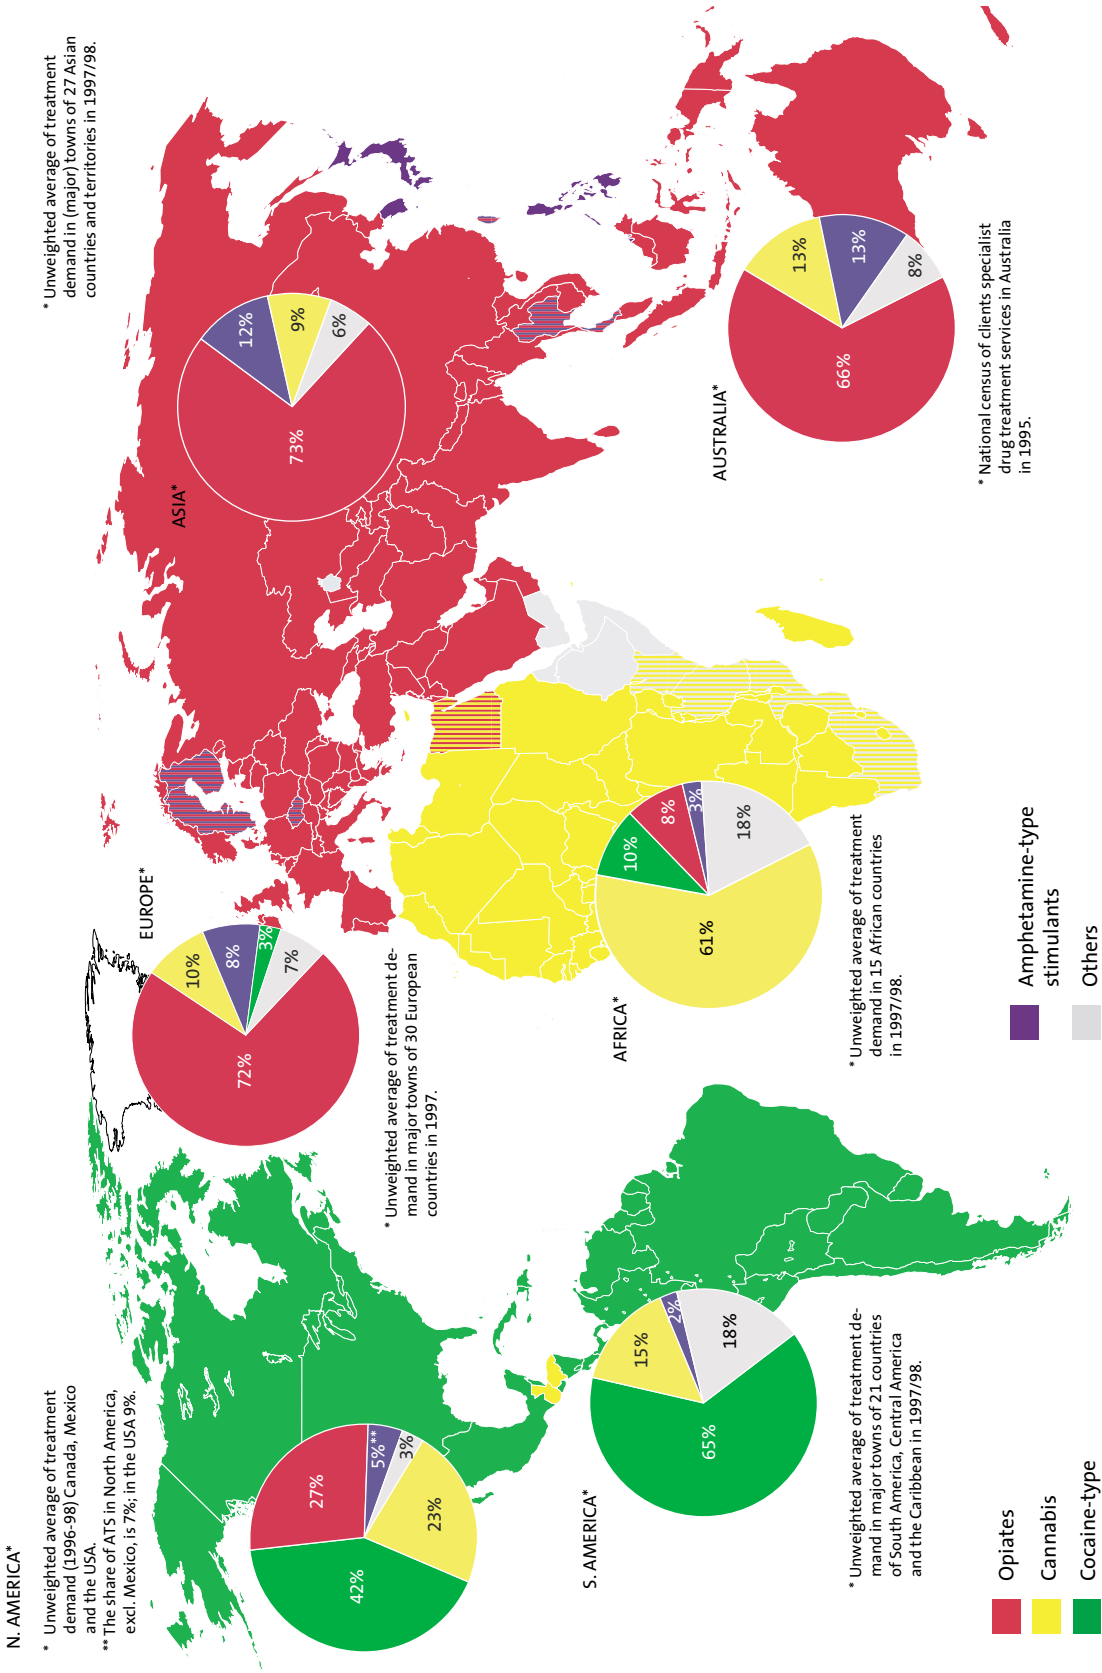 N. AMERICA*
* Unweighted average of treatment
demand (1996-98) Canada, Mexico
and the USA.
** The share of ATS in North America,
excl. Mexico, is 7%; in the USA 9%.
27%
5%**
3%
23%
42%
S. AMERICA*
15%
2%
18%
65%
* Unweighted average of treatment de-
mand in major towns of 21 countries
of South America, Central America
and the Caribbean in 1997/98.
EUROPE*
10%
8%
3%
7%
72%
* Unweighted average of treatment de-
mand in major towns of 30 European
countries in 1997.
AFRICA*
10%
8%
3%
18%
61%
* Unweighted average of treatment
demand in 15 African countries
in 1997/98.
ASIA*
12%
9%
6%
73%
* Unweighted average of treatment
demand in (major) towns of 27 Asian
countries and territories in 1997/98.
AUSTRALIA*
13%
13%
8%
66%
* National census of clients specialist
drug treatment services in Australia
in 1995.
Opiates
Cannabis
Cocaine-type
Amphetamine-type
stimulants
Others